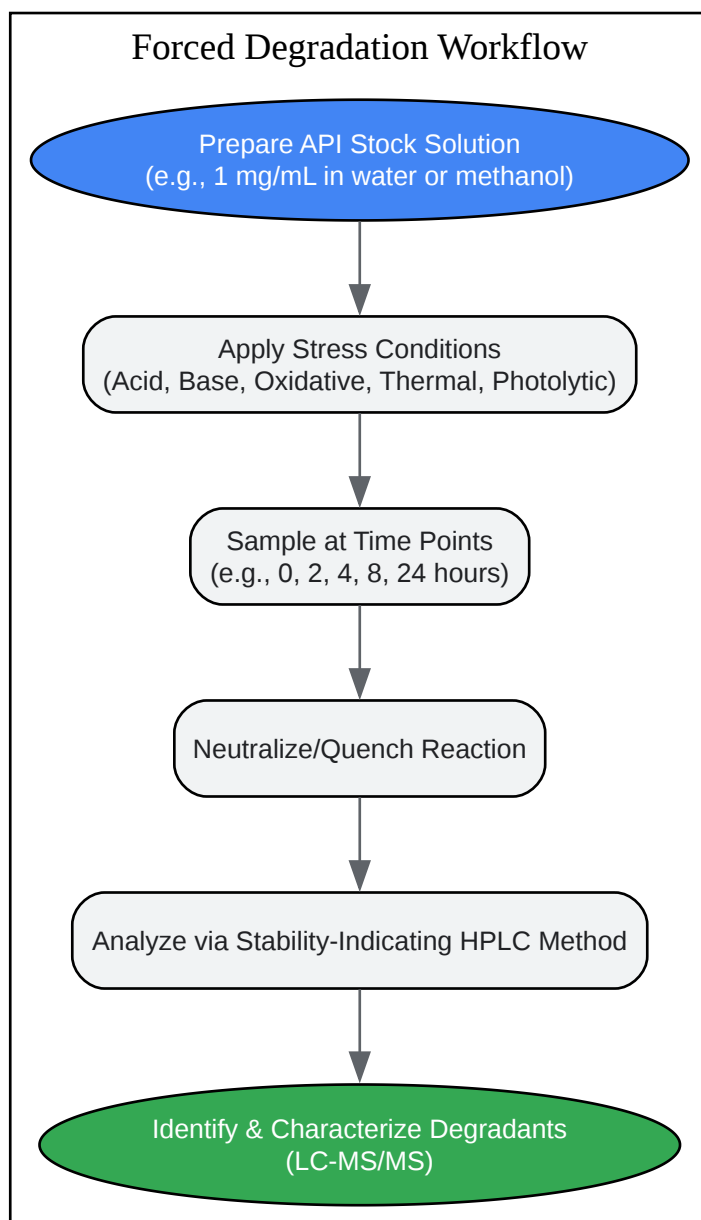 Forced Degradation Workflow
Prepare API Stock Solution
(e.g., 1 mg/mL in water or methanol)
Apply Stress Conditions
(Acid, Base, Oxidative, Thermal, Photolytic)
Sample at Time Points
(e.g., 0, 2, 4, 8, 24 hours)
Neutralize/Quench Reaction
Analyze via Stability-Indicating HPLC Method
Identify & Characterize Degradants
(LC-MS/MS)